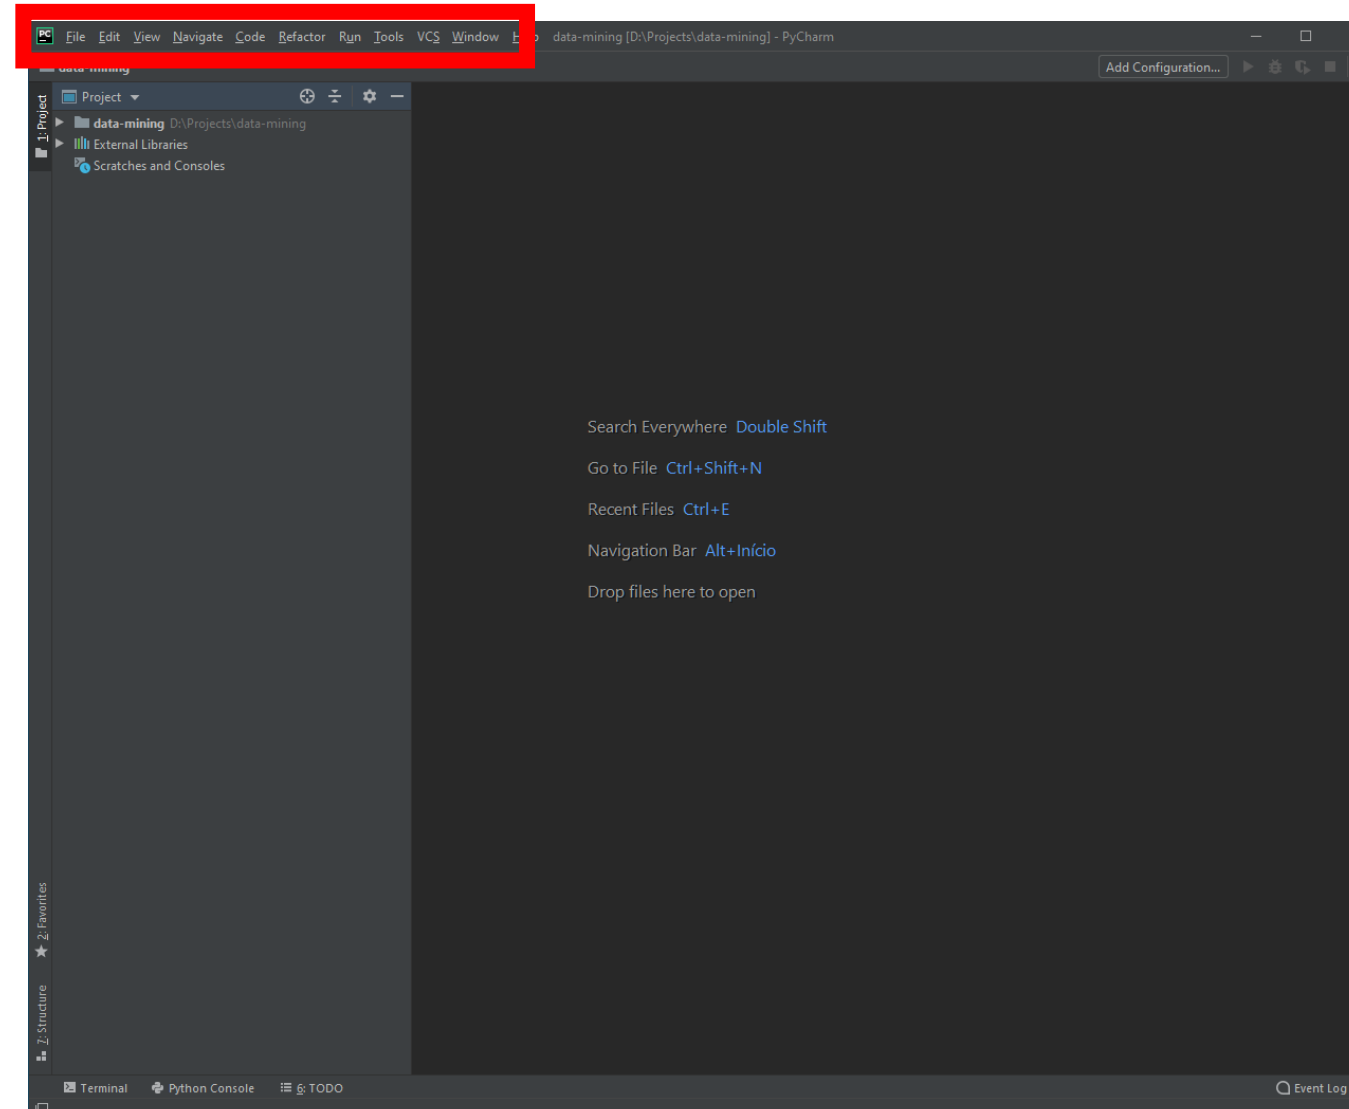 PC File Edit View Navigate Code Refactor Run Tools VCS Window data-mining [D:\Projects\data-mining] - PyCharm
data-mining
Add Configuration...
1: Project
Project
data-mining D:\Projects\data-mining
External Libraries
Scratches and Consoles
Search Everywhere Double Shift
Go to File Ctrl+Shift+N
Recent Files Ctrl+E
Navigation Bar Alt+Início
Drop files here to open
2: Favorites
7: Structure
Terminal Python Console 6: TODO
Event Log